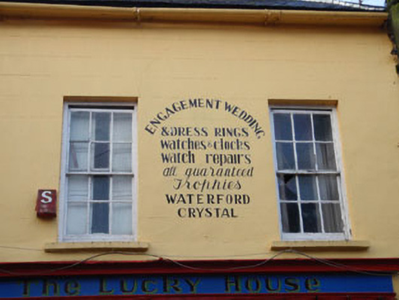 ENGAGEMENT WEDDING
& DRESS RINGS
watches & clocks
watch repairs
all guaranteed
Trophies
WATERFORD
CRYSTAL
S
The Lucky House